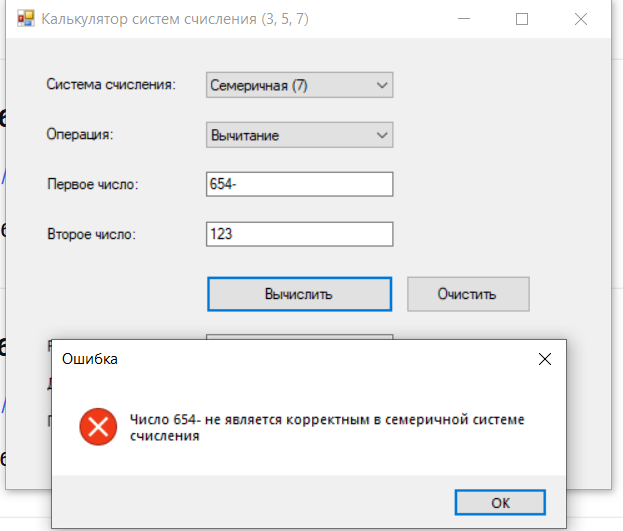 Калькулятор систем счисления (3, 5, 7)
Система счисления: Семеричная (7)
Операция: Вычитание
Первое число: 654-
Второе число: 123
Вычислить Очистить
Ошибка
Число 654- не является корректным в семеричной системе
счисления
OK